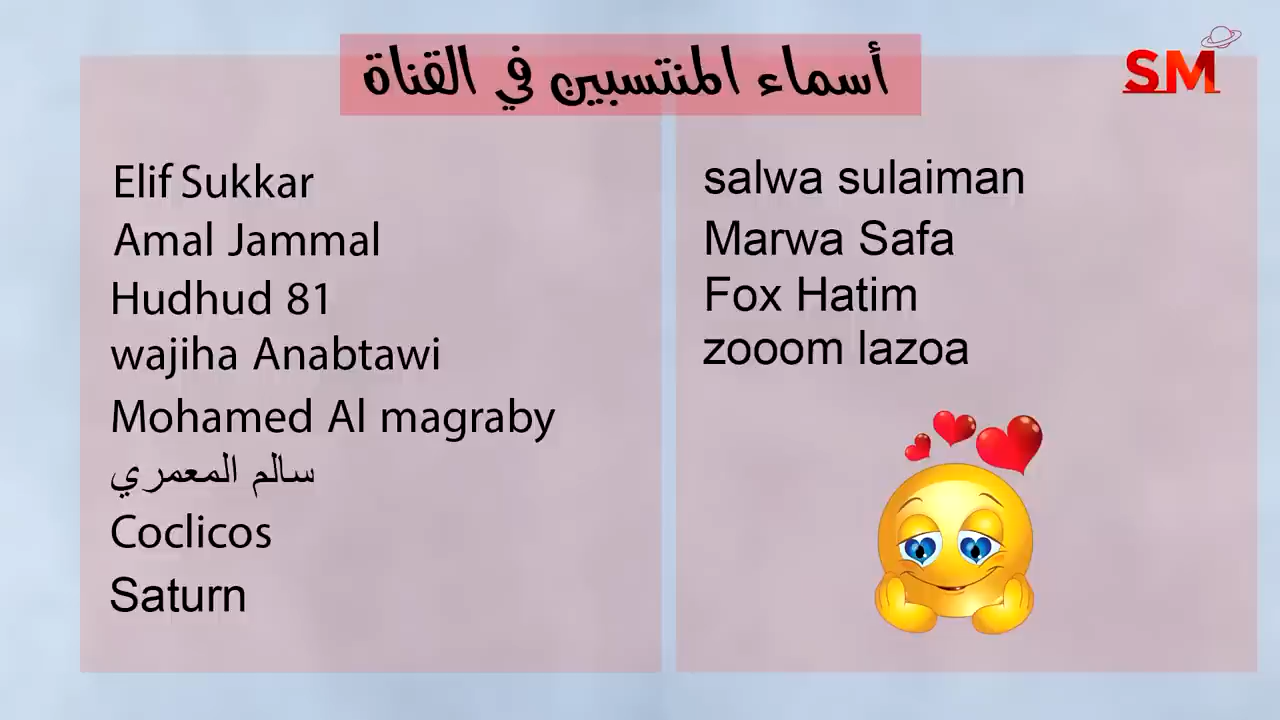 أسماء المنتسبين في القناة
SM
Elif Sukkar
Amal Jammal
Hudhud 81
wajiha Anabtawi
Mohamed Al magraby
سالم المعمري
Coclicos
Saturn
salwa sulaiman
Marwa Safa
Fox Hatim
zooom lazoa